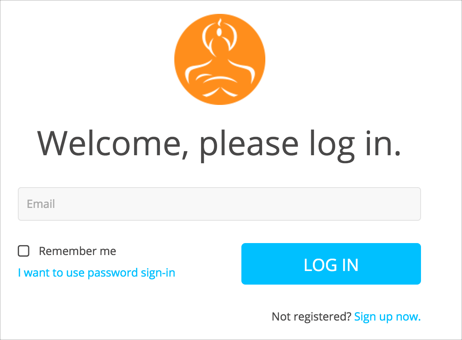 Welcome, please log in.
Email
Remember me
I want to use password sign-in
LOG IN
Not registered? Sign up now.